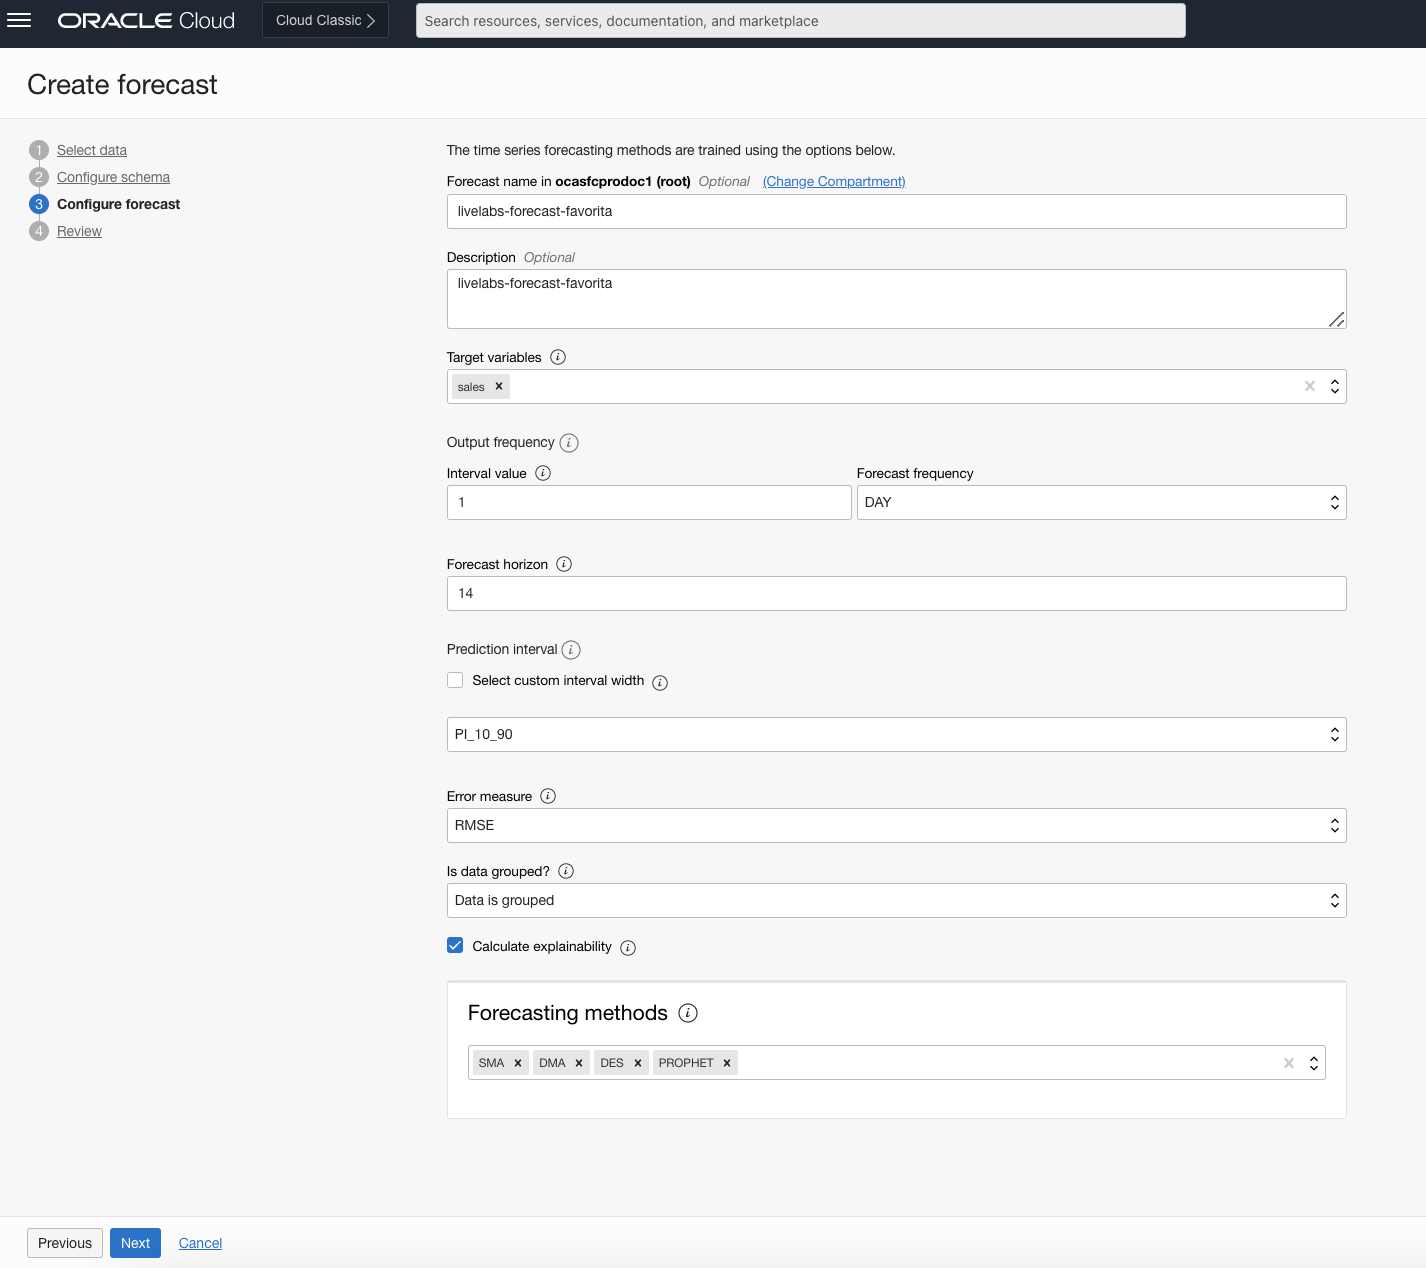 ORACLE Cloud
Cloud Classic
Search resources, services, documentation, and marketplace
Create forecast
1 Select data
2 Configure schema
3 Configure forecast
4 Review
The time series forecasting methods are trained using the options below.
Forecast name in ocasfcprodoc1 (root) Optional (Change Compartment)
livelabs-forecast-favorita
Description Optional
livelabs-forecast-favorita
Target variables i
sales ×
Output frequency i
Interval value i
1
Forecast frequency
DAY
Forecast horizon i
14
Prediction interval i
Select custom interval width i
PI_10_90
Error measure i
RMSE
Is data grouped? i
Data is grouped
Calculate explainability i
Forecasting methods i
SMA × DMA × DES × PROPHET ×
Previous Next Cancel